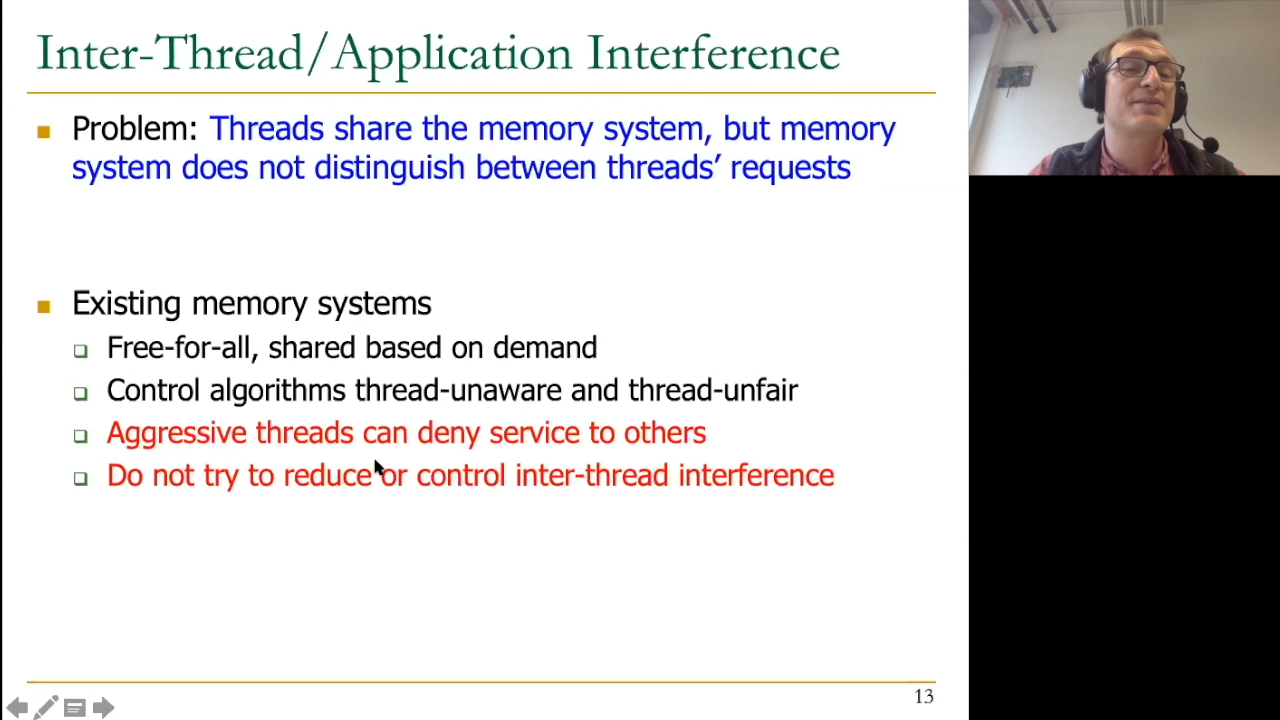 Inter-Thread/Application Interference
Problem: Threads share the memory system, but memory
system does not distinguish between threads’ requests
Existing memory systems
Free-for-all, shared based on demand
Control algorithms thread-unaware and thread-unfair
Aggressive threads can deny service to others
Do not try to reduce or control inter-thread interference
13